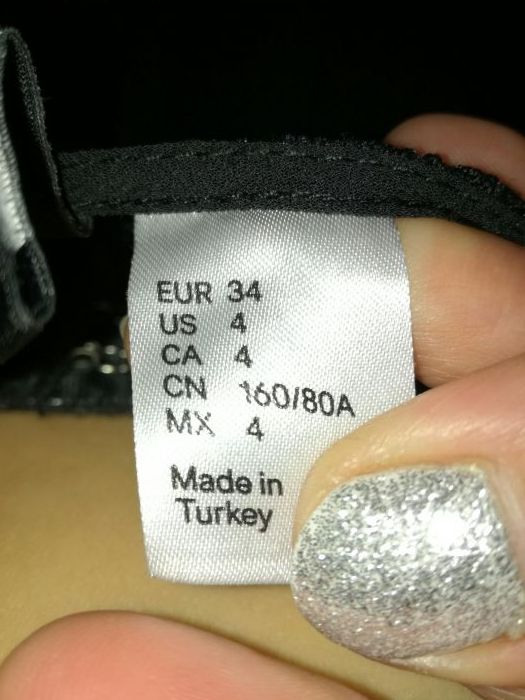 EUR 34
US 4
CA 4
CN 160/80A
MX 4
Made in
Turkey